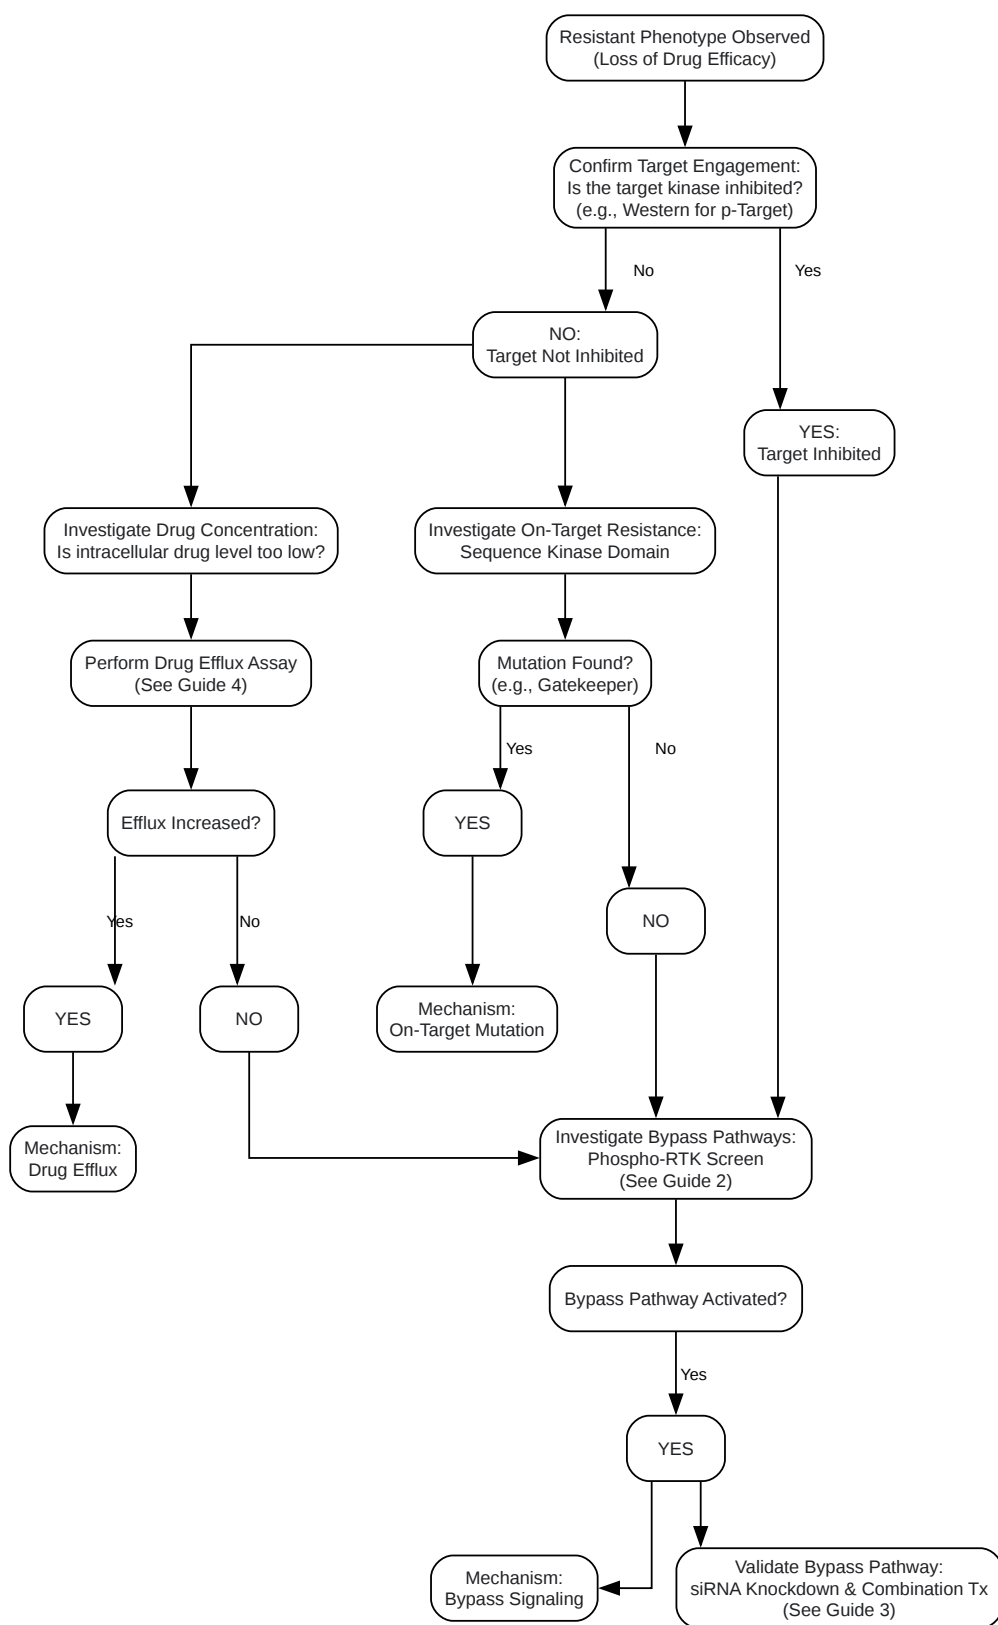 Resistant Phenotype Observed
(Loss of Drug Efficacy)
Confirm Target Engagement:
Is the target kinase inhibited?
(e.g., Western for p-Target)
No
Yes
NO:
Target Not Inhibited
YES:
Target Inhibited
Investigate Drug Concentration:
Is intracellular drug level too low?
Investigate On-Target Resistance:
Sequence Kinase Domain
Perform Drug Efflux Assay
(See Guide 4)
Mutation Found?
(e.g., Gatekeeper)
Yes
No
Efflux Increased?
YES
Yes
No
NO
YES
NO
Mechanism:
On-Target Mutation
Mechanism:
Drug Efflux
Investigate Bypass Pathways:
Phospho-RTK Screen
(See Guide 2)
Bypass Pathway Activated?
Yes
YES
Mechanism:
Bypass Signaling
Validate Bypass Pathway:
siRNA Knockdown & Combination Tx
(See Guide 3)